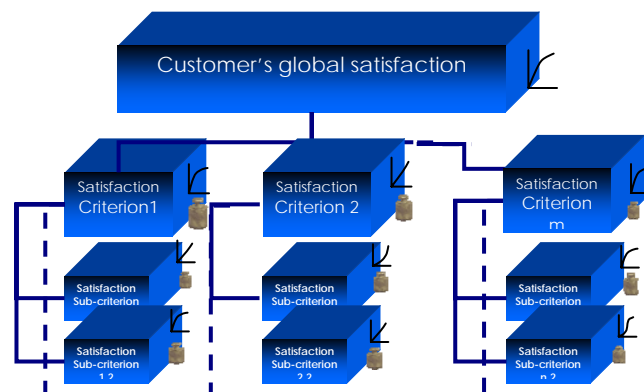 Customer's global satisfaction
Satisfaction
Criterion1
Satisfaction
Criterion 2
Satisfaction
Criterion
m
Satisfaction
Sub-criterion
Satisfaction
Sub-criterion
Satisfaction
Sub-criterion
Satisfaction
Sub-criterion
1.2
Satisfaction
Sub-criterion
2.2
Satisfaction
Sub-criterion